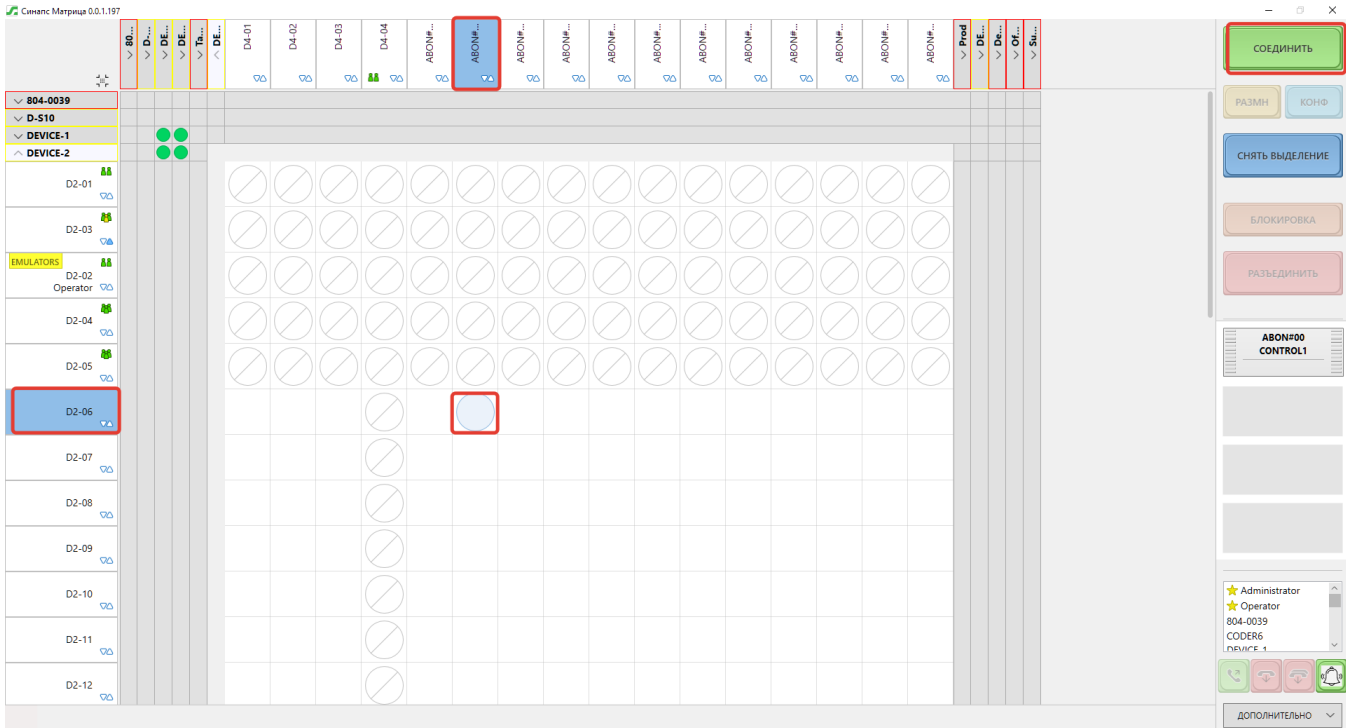 Синапс Матрица 0.0.1.197
80...
D-...
DE...
DE...
Ta...
DE...
D4-01
D4-02
D4-03
D4-04
ABON#...
ABON#...
ABON#...
ABON#...
ABON#...
ABON#...
ABON#...
ABON#...
ABON#...
ABON#...
ABON#...
ABON#...
Prod
DE...
De...
Of...
Su...
804-0039
D-S10
DEVICE-1
DEVICE-2
D2-01
D2-03
EMULATORS
D2-02
Operator
D2-04
D2-05
D2-06
D2-07
D2-08
D2-09
D2-10
D2-11
D2-12
СОЕДИНИТЬ
РАЗМН
КОНФ
СНЯТЬ ВЫДЕЛЕНИЕ
БЛОКИРОВКА
РАЗЪЕДИНИТЬ
ABON#00
CONTROL1
Administrator
Operator
804-0039
CODER6
DEVICE 1
ДОПОЛНИТЕЛЬНО